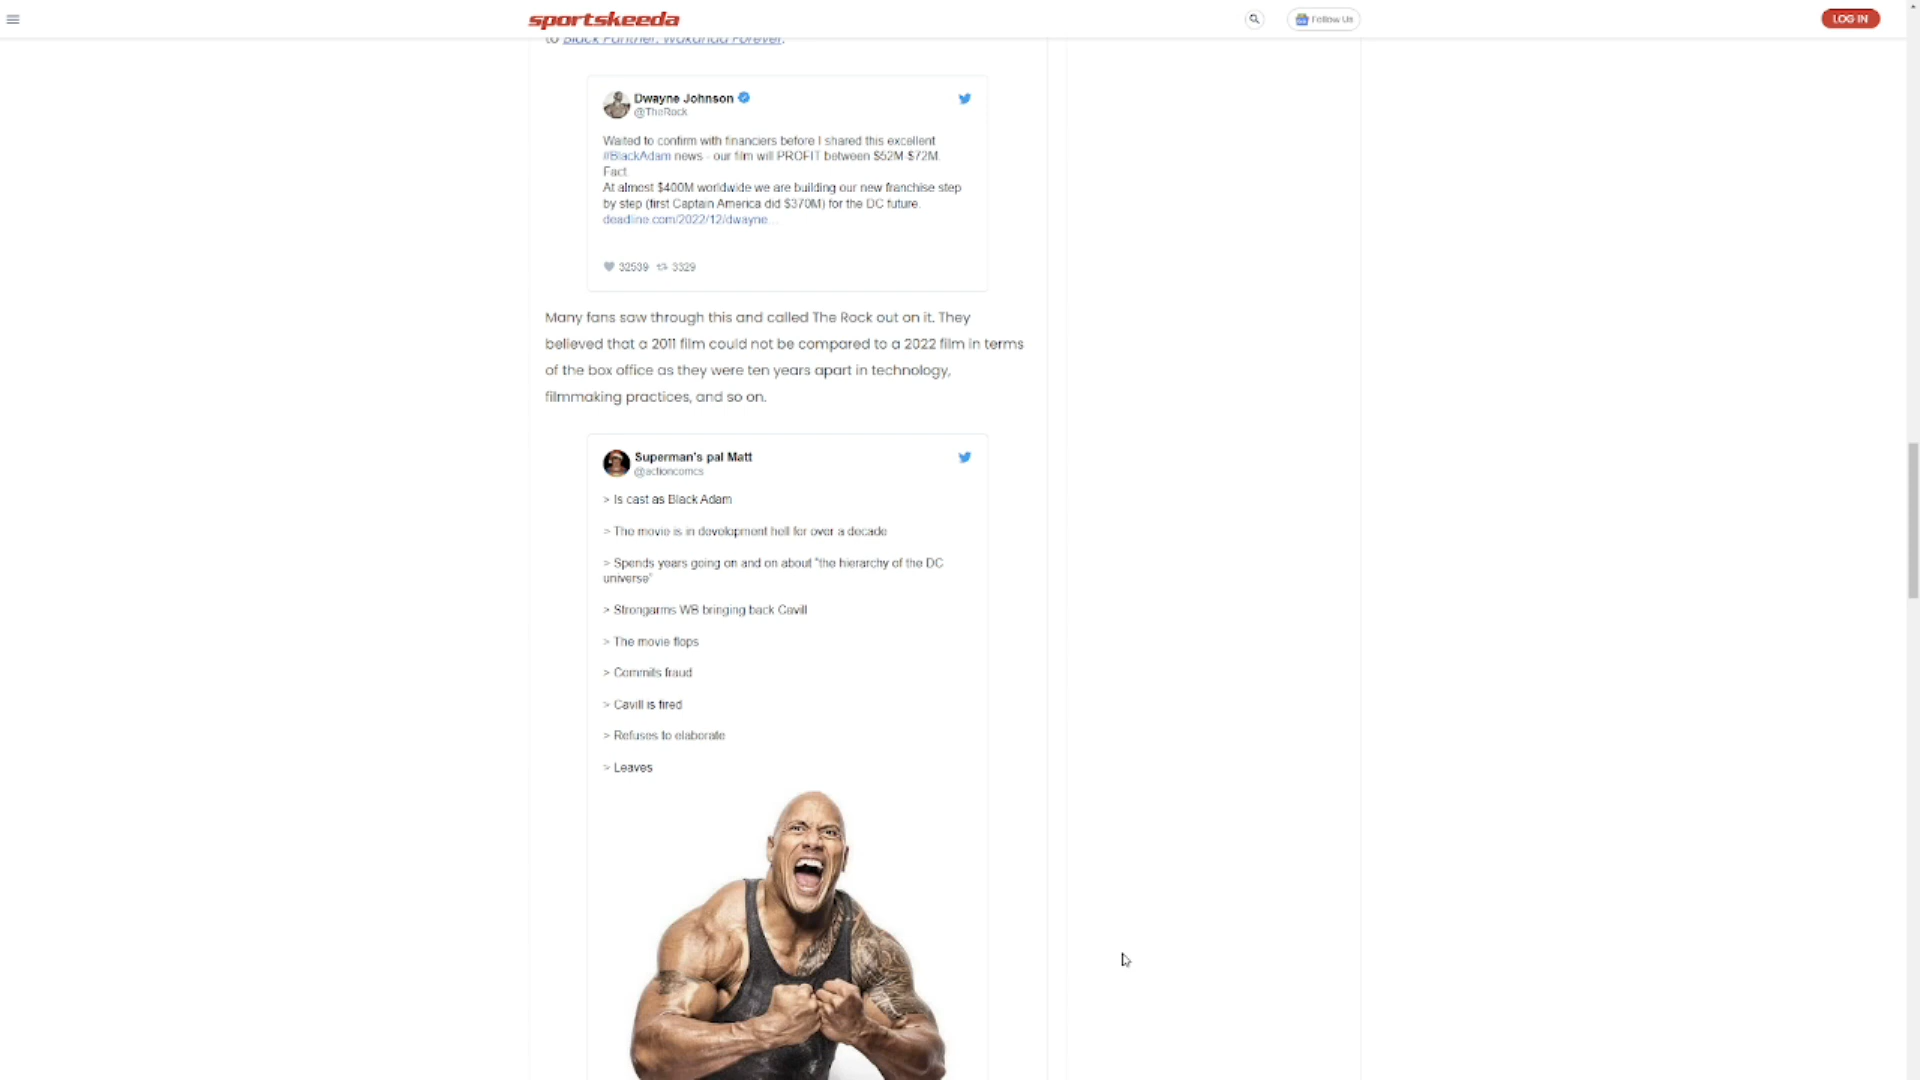 sportskeeda
Follow Us
LOG IN
to Black Panther: Wakanda Forever.
Dwayne Johnson
@TheRock
Waited to confirm with financiers before I shared this excellent
#BlackAdam news - our film will PROFIT between $52M-$72M.
Fact.
At almost $400M worldwide we are building our new franchise step
by step (first Captain America did $370M) for the DC future.
deadline.com/2022/12/dwayne…
32539 3329
Many fans saw through this and called The Rock out on it. They
believed that a 2011 film could not be compared to a 2022 film in terms
of the box office as they were ten years apart in technology,
filmmaking practices, and so on.
Superman's pal Matt
@actioncomcs
> Is cast as Black Adam
> The movie is in development hell for over a decade
> Spends years going on and on about "the hierarchy of the DC
universe"
> Strongarms WB bringing back Cavill
> The movie flops
> Commits fraud
> Cavill is fired
> Refuses to elaborate
> Leaves